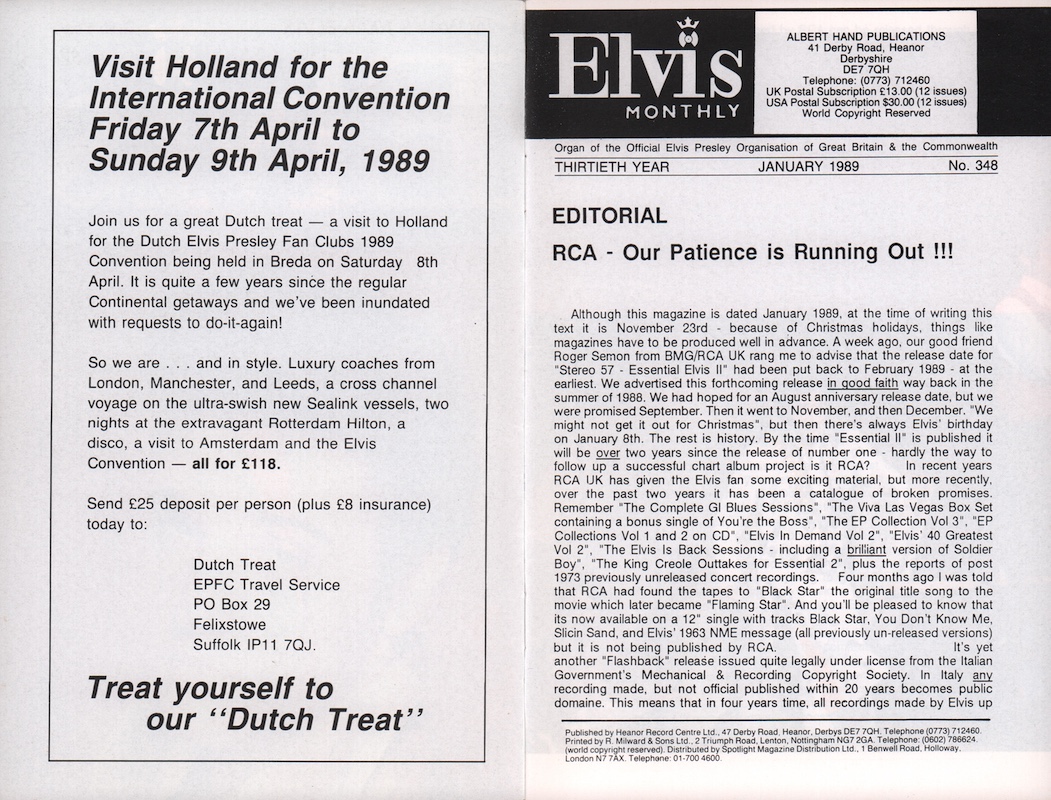 Visit Holland for the
International Convention
Friday 7th April to
Sunday 9th April, 1989
Join us for a great Dutch treat — a visit to Holland
for the Dutch Elvis Presley Fan Clubs 1989
Convention being held in Breda on Saturday 8th
April. It is quite a few years since the regular
Continental getaways and we've been inundated
with requests to do-it-again!
So we are . . . and in style. Luxury coaches from
London, Manchester, and Leeds, a cross channel
voyage on the ultra-swish new Sealink vessels, two
nights at the extravagant Rotterdam Hilton, a
disco, a visit to Amsterdam and the Elvis
Convention — all for £118.
Send £25 deposit per person (plus £8 insurance)
today to:
Dutch Treat
EPFC Travel Service
PO Box 29
Felixstowe
Suffolk IP11 7QJ.
Treat yourself to
our "Dutch Treat"
Elvis
MONTHLY
ALBERT HAND PUBLICATIONS
41 Derby Road, Heanor
Derbyshire
DE7 7QH
Telephone: (0773) 712460
UK Postal Subscription £13.00 (12 issues)
USA Postal Subscription $30.00 (12 issues)
World Copyright Reserved
Organ of the Official Elvis Presley Organisation of Great Britain & the Commonwealth
THIRTIETH YEAR JANUARY 1989 No. 348
EDITORIAL
RCA - Our Patience is Running Out !!!
Although this magazine is dated January 1989, at the time of writing this
text it is November 23rd - because of Christmas holidays, things like
magazines have to be produced well in advance. A week ago, our good friend
Roger Semon from BMG/RCA UK rang me to advise that the release date for
"Stereo 57 - Essential Elvis II" had been put back to February 1989 - at the
earliest. We advertised this forthcoming release in good faith way back in the
summer of 1988. We had hoped for an August anniversary release date, but we
were promised September. Then it went to November, and then December. "We
might not get it out for Christmas", but then there's always Elvis' birthday
on January 8th. The rest is history. By the time "Essential II" is published it
will be over two years since the release of number one - hardly the way to
follow up a successful chart album project is it RCA? In recent years
RCA UK has given the Elvis fan some exciting material, but more recently,
over the past two years it has been a catalogue of broken promises.
Remember "The Complete GI Blues Sessions", "The Viva Las Vegas Box Set
containing a bonus single of You're the Boss", "The EP Collection Vol 3", "EP
Collections Vol 1 and 2 on CD", "Elvis In Demand Vol 2", "Elvis' 40 Greatest
Vol 2", "The Elvis Is Back Sessions - including a brilliant version of Soldier
Boy", "The King Creole Outtakes for Essential 2", plus the reports of post
1973 previously unreleased concert recordings. Four months ago I was told
that RCA had found the tapes to "Black Star" the original title song to the
movie which later became "Flaming Star". And you'll be pleased to know that
its now available on a 12" single with tracks Black Star, You Don't Know Me,
Slicin Sand, and Elvis' 1963 NME message (all previously un-released versions)
but it is not being published by RCA. It's yet
another "Flashback" release issued quite legally under license from the Italian
Government's Mechanical & Recording Copyright Society. In Italy any
recording made, but not official published within 20 years becomes public
domaine. This means that in four years time, all recordings made by Elvis up
Published by Heanor Record Centre Ltd., 47 Derby Road, Heanor, Derbys DE7 7QH. Telephone (0773) 712460.
Printed by R. Milward & Sons Ltd., 2 Triumph Road, Lenton, Nottingham NG7 2GA. Telephone: (0602) 786624.
(world copyright reserved). Distributed by Spotlight Magazine Distribution Ltd., 1 Benwell Road, Holloway,
London N7 7AX. Telephone: 01-700 4600.